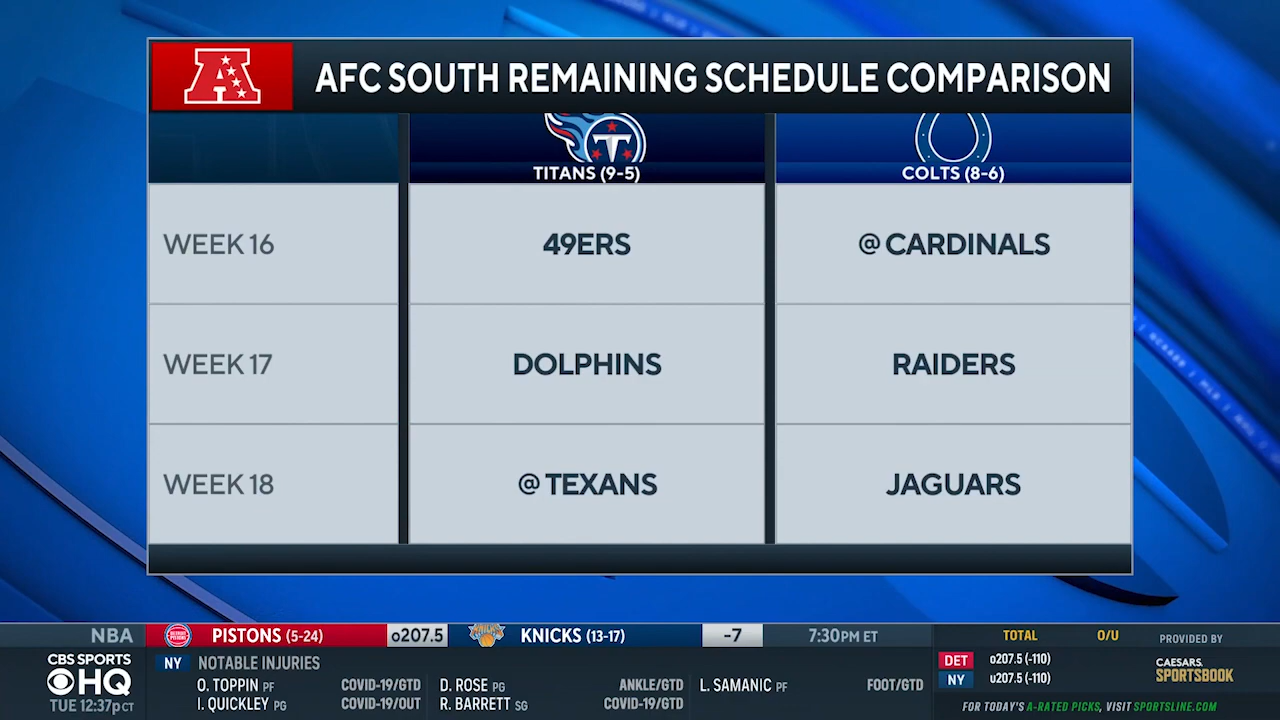 AFC SOUTH REMAINING SCHEDULE COMPARISON
TITANS (9-5) COLTS (8-6)
WEEK 16 49ERS @ CARDINALS
WEEK 17 DOLPHINS RAIDERS
WEEK 18 @ TEXANS JAGUARS
NBA PISTONS (5-24) o207.5 KNICKS (13-17) -7 7:30PM ET
TOTAL O/U PROVIDED BY
CBS SPORTS
HQ
TUE 12:37p CT
NY NOTABLE INJURIES
O. TOPPIN PF COVID-19/GTD D. ROSE PG ANKLE/GTD L. SAMANIC PF FOOT/GTD
I. QUICKLEY PG COVID-19/OUT R. BARRETT SG COVID-19/GTD
DET o207.5 (-110)
NY u207.5 (-110)
CAESARS
SPORTSBOOK
FOR TODAY'S A-RATED PICKS, VISIT SPORTSLINE.COM